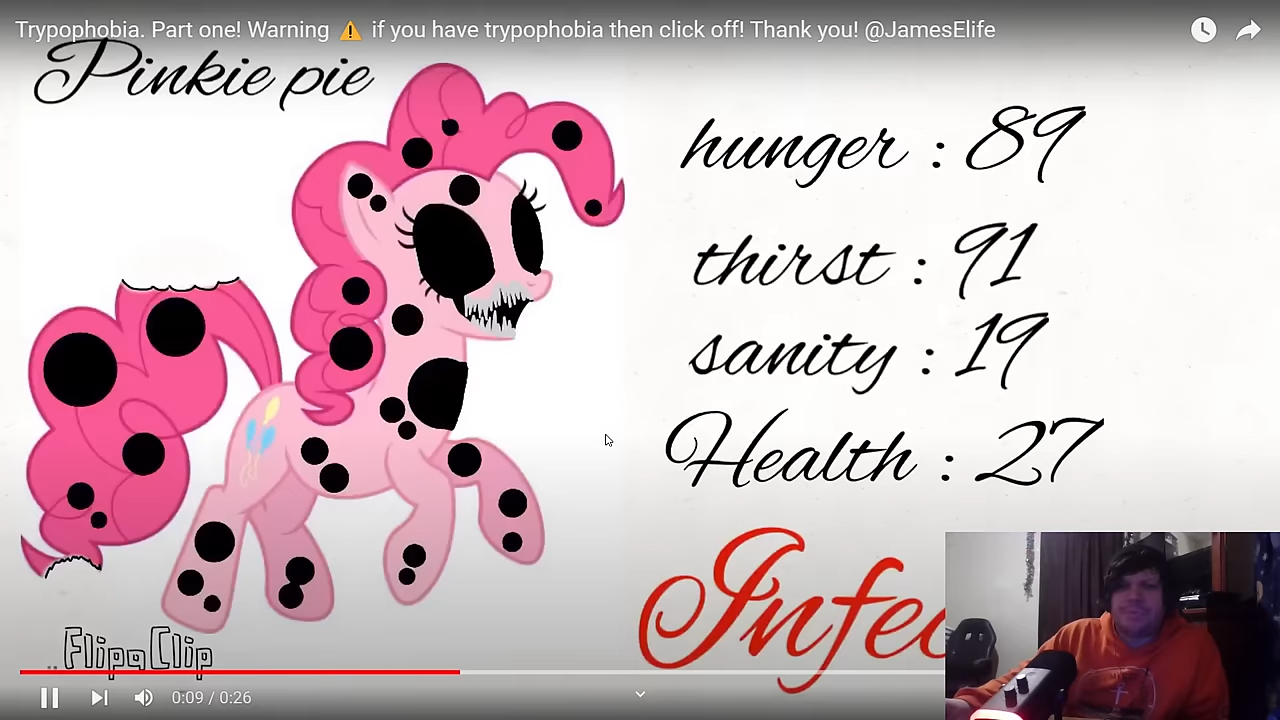 Trypophobia. Part one! Warning ⚠️ if you have trypophobia then click off! Thank you! @JamesElife
Pinkie pie
hunger : 89
thirst : 91
sanity : 19
Health : 27
Infec
FlipaClip
0:09 / 0:26